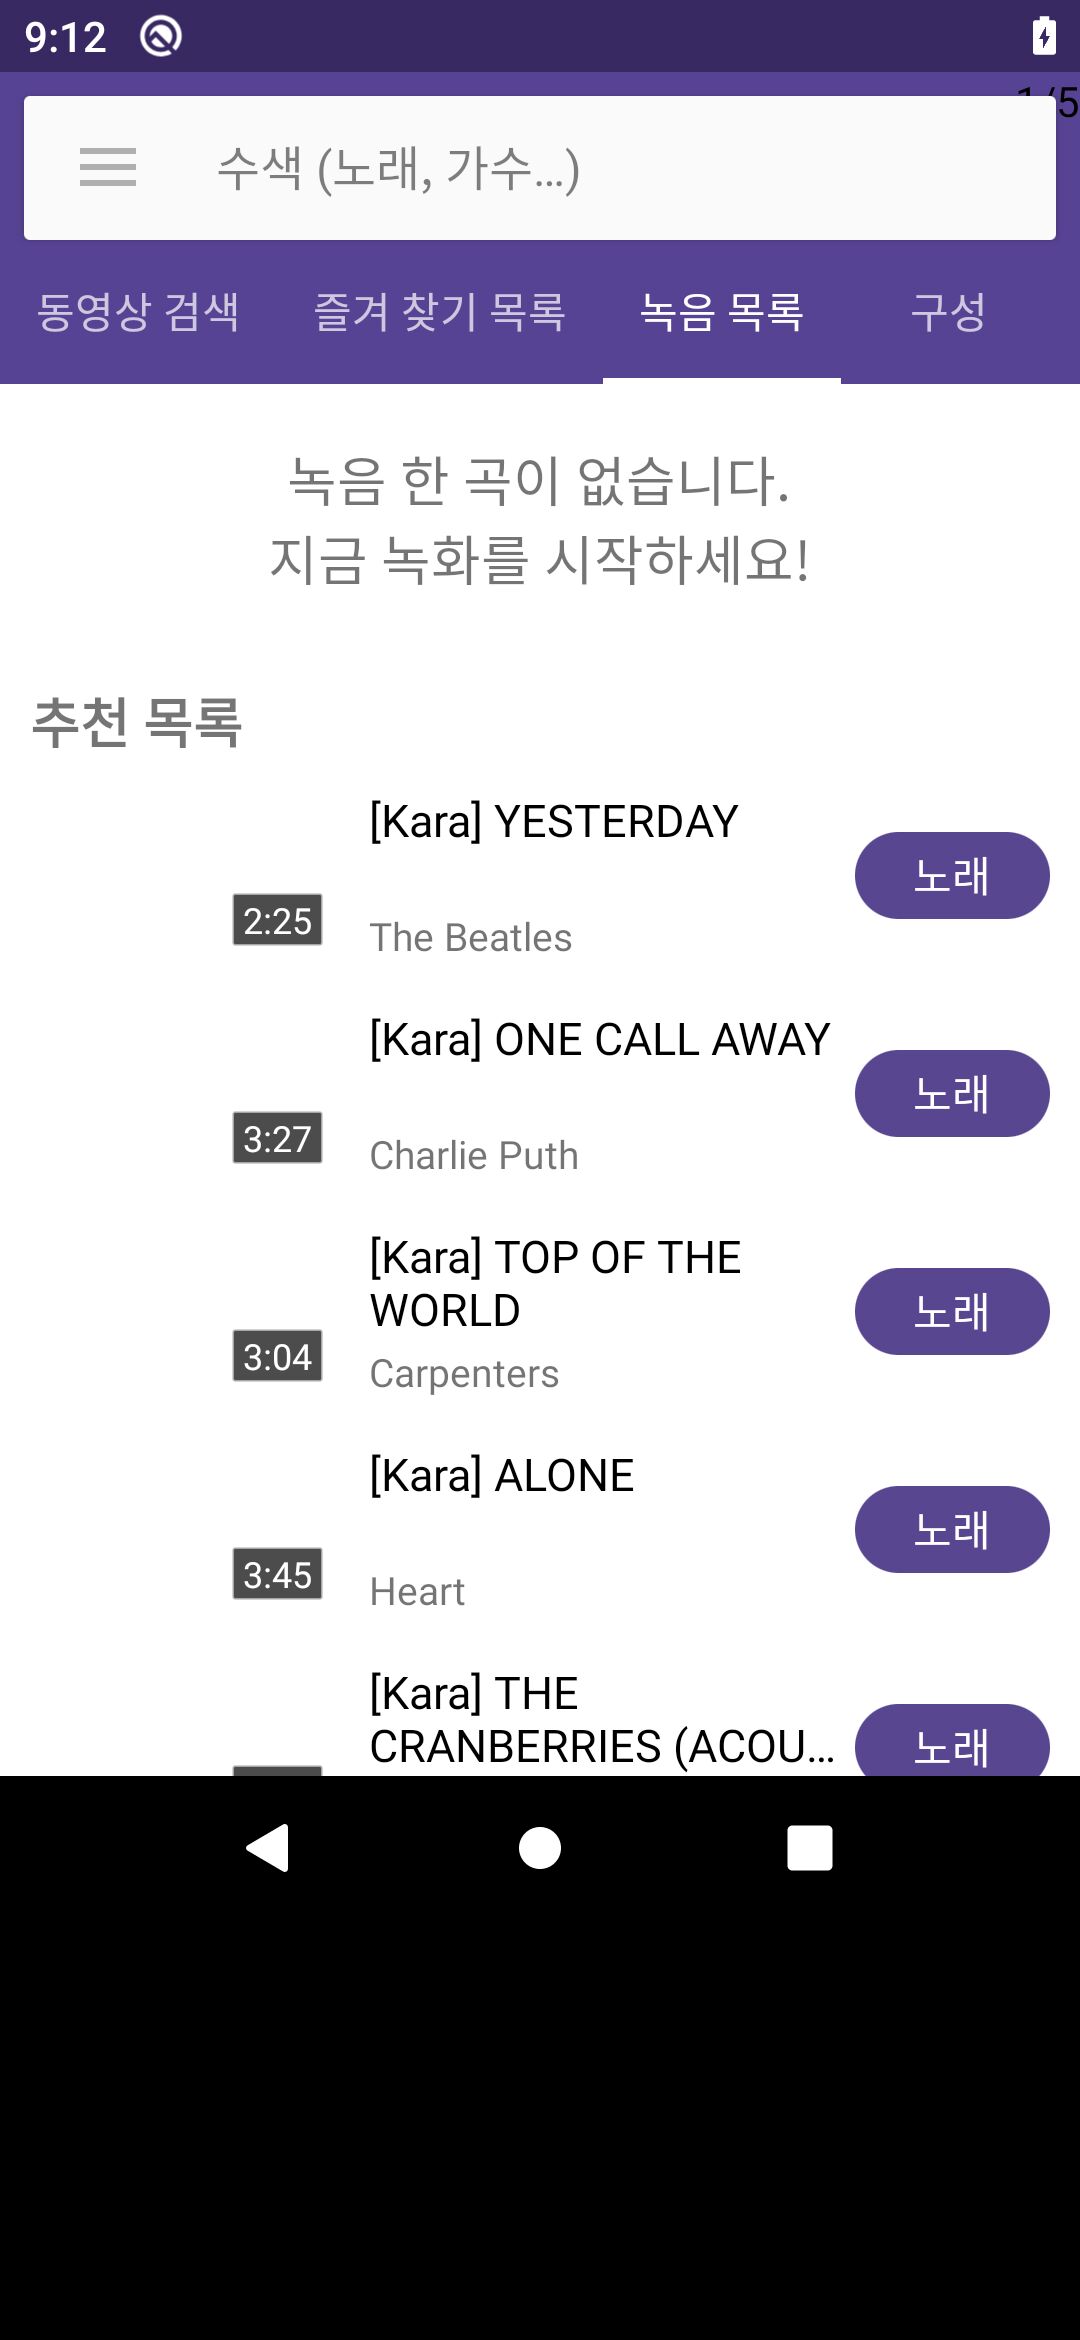 9:12
1/5
수색 (노래, 가수...)
동영상 검색 즐겨 찾기 목록 녹음 목록 구성
녹음 한 곡이 없습니다.
지금 녹화를 시작하세요!
추천 목록
[Kara] YESTERDAY
노래
2:25
The Beatles
[Kara] ONE CALL AWAY
노래
3:27
Charlie Puth
[Kara] TOP OF THE
WORLD
노래
3:04
Carpenters
[Kara] ALONE
노래
3:45
Heart
[Kara] THE
CRANBERRIES (ACOU...
노래